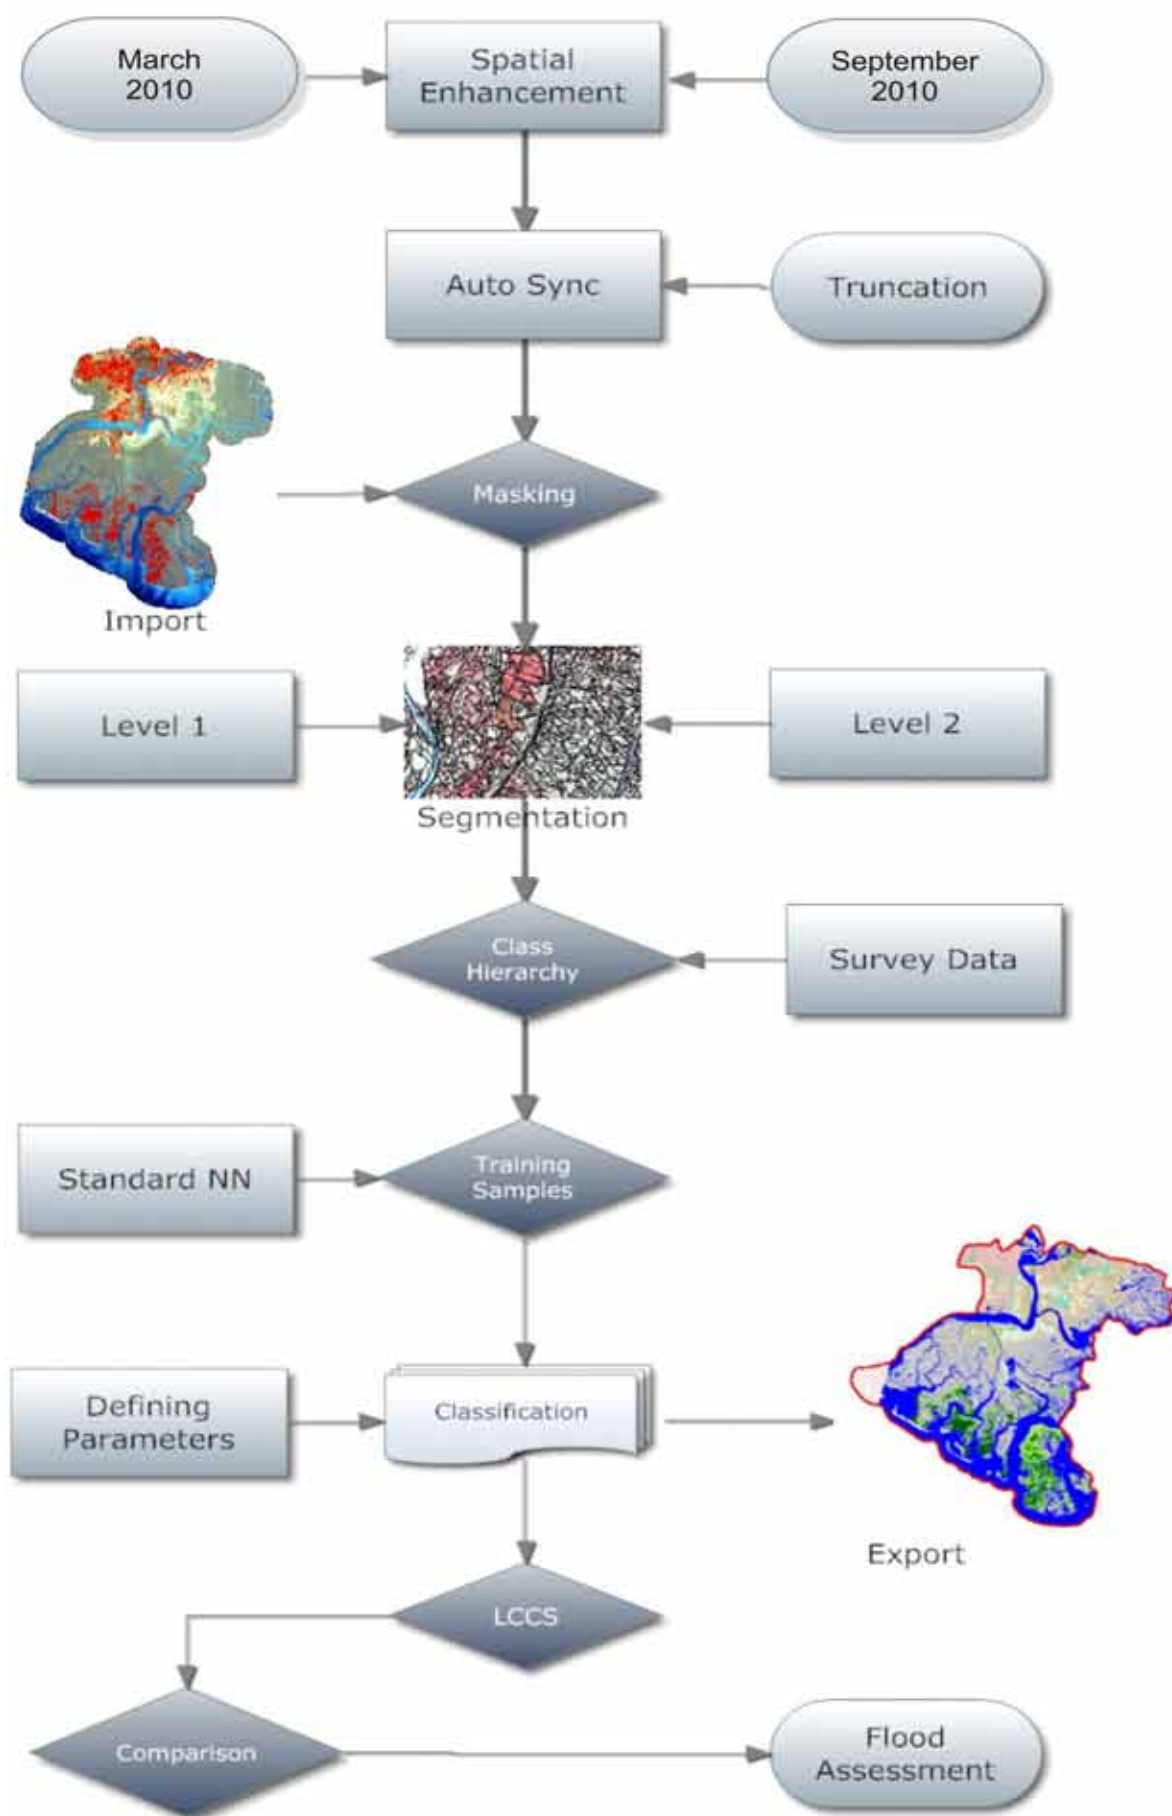 March
2010
Spatial
Enhancement
September
2010
Auto Sync
Truncation
Masking
Import
Level 1
Level 2
Segmentation
Class
Hierarchy
Survey Data
Standard NN
Training
Samples
Defining
Parameters
Classification
Export
LCCS
Comparison
Flood
Assessment